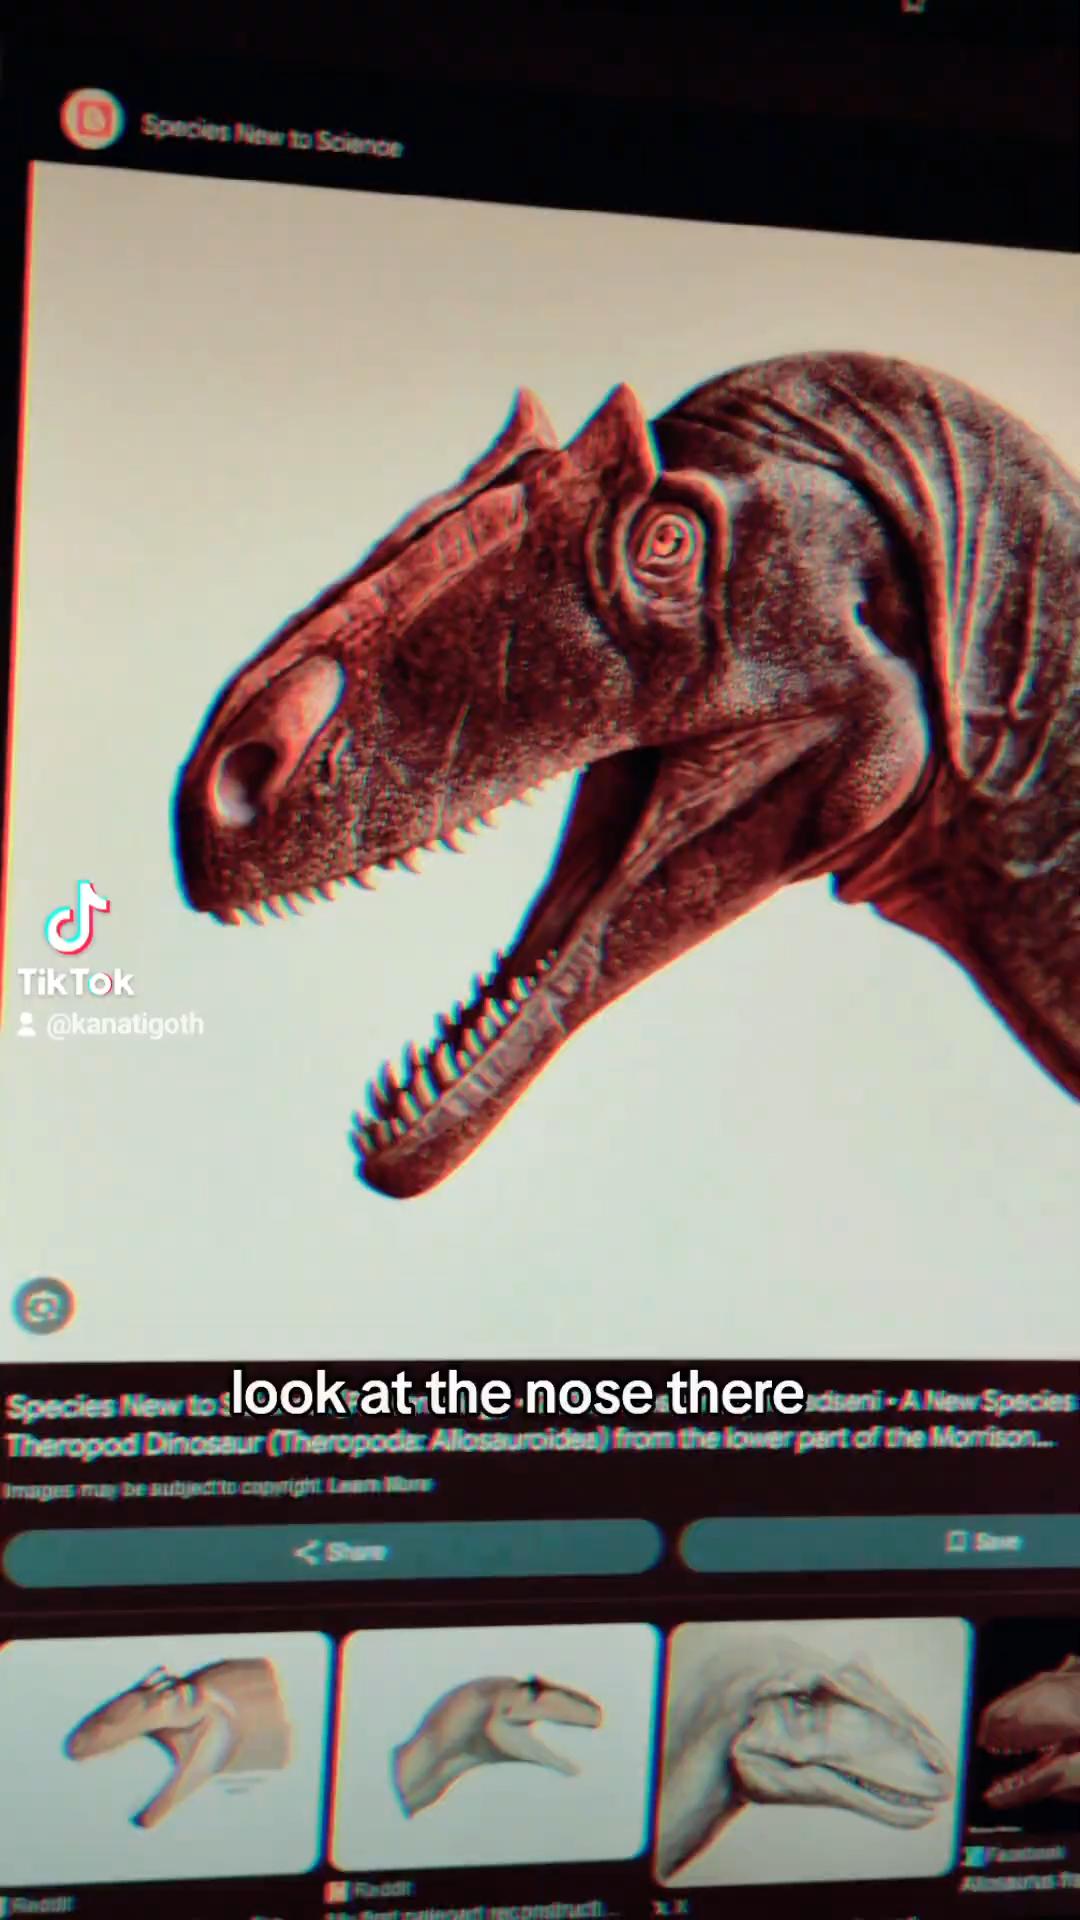 Species New to Science
TikTok
@kanatigoth
look at the nose there
Species New to
adseni • A New Species
Theropod Dinosaur (Theropoda: Allosauroidea) from the lower part of the Morrison...
Images may be subject to copyright. Learn More
Share
Save
Reddit
Reddit
X
Facebook